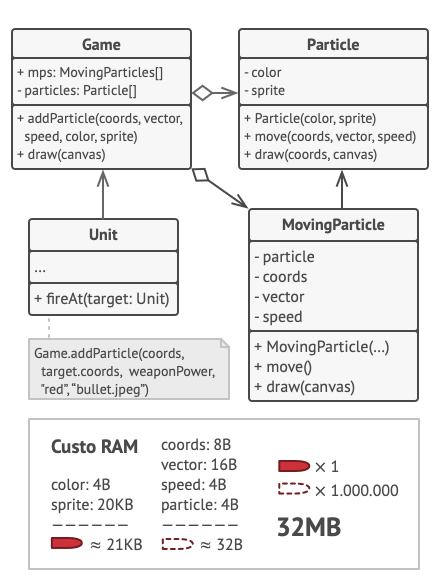 Game
+ mps: MovingParticles[]
- particles: Particle[]
+ addParticle(coords, vector,
speed, color, sprite)
+ draw(canvas)
Particle
- color
- sprite
+ Particle(color, sprite)
+ move(coords, vector, speed)
+ draw(coords, canvas)
Unit
...
+ fireAt(target: Unit)
MovingParticle
- particle
- coords
- vector
- speed
+ MovingParticle(...)
+ move()
+ draw(canvas)
Game.addParticle(coords,
target.coords, weaponPower,
"red", "bullet.jpeg")
Custo RAM
color: 4B
sprite: 20KB
≈ 21KB
coords: 8B
vector: 16B
speed: 4B
particle: 4B
≈ 32B
× 1
× 1.000.000
32MB